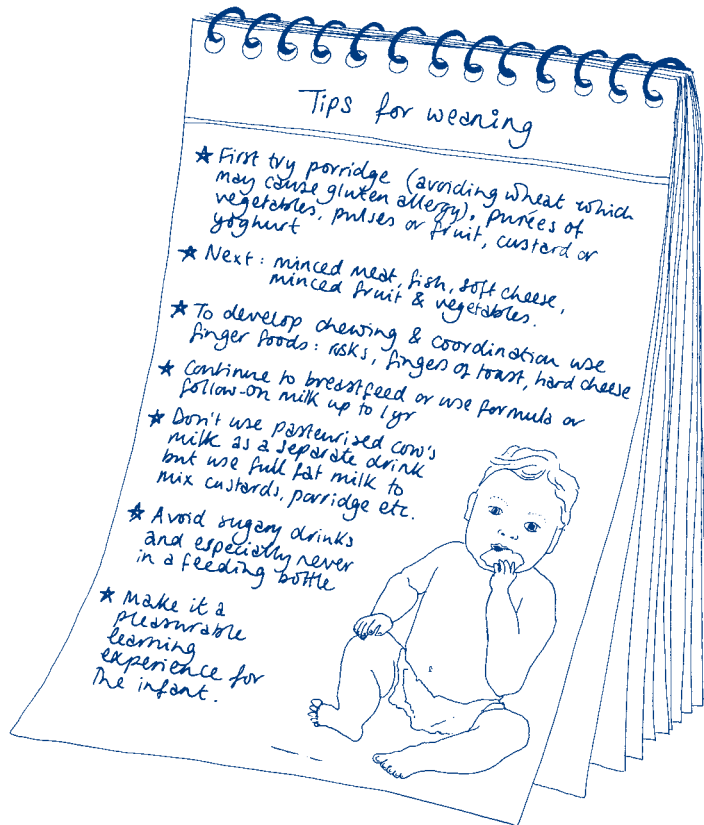 Tips for weaning
★ First try porridge (avoiding wheat which
may cause gluten allergy), purées of
vegetables, pulses or fruit, custard or
yoghurt
★ Next: minced meat, fish, soft cheese,
minced fruit & vegetables.
★ To develop chewing & coordination use
finger foods: rusks, fingers of toast, hard cheese
★ Continue to breastfeed or use formula or
follow-on milk up to 1 yr
★ Don't use pasteurised cow's
milk as a separate drink
but use full fat milk to
mix custards, porridge etc.
★ Avoid sugary drinks
and especially never
in a feeding bottle
★ Make it a
pleasurable
learning
experience for
the infant.